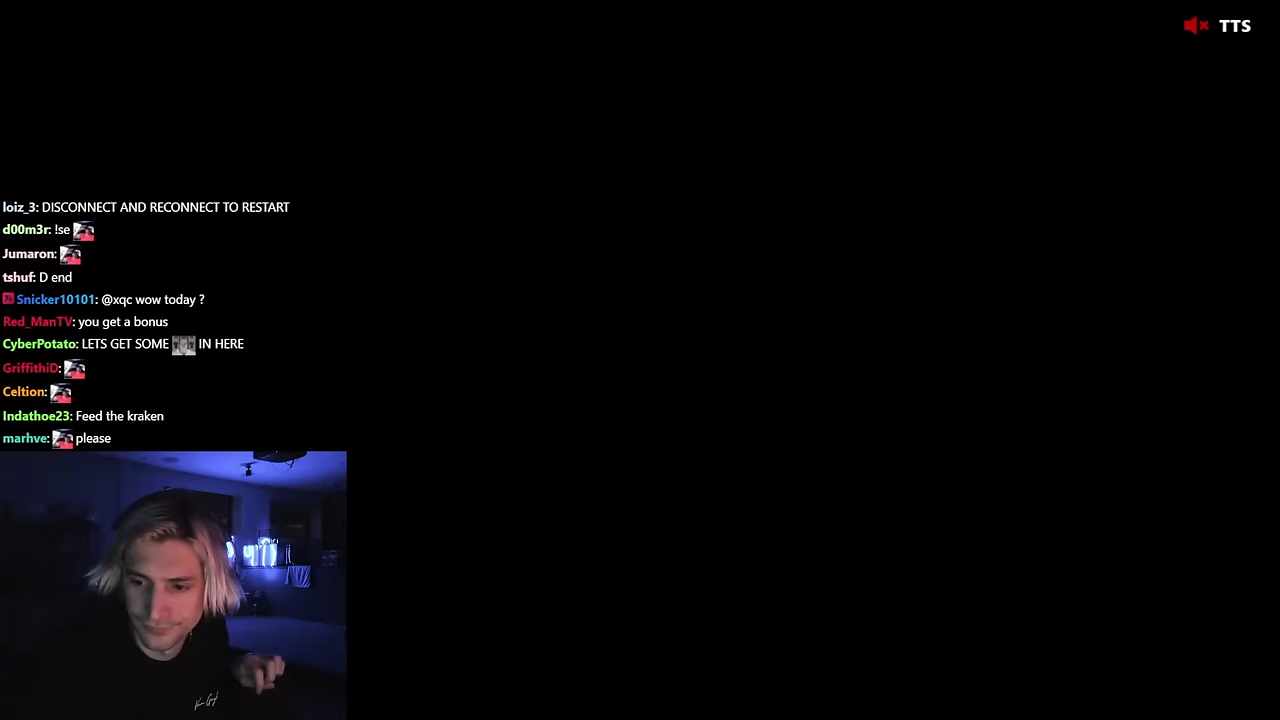 TTS
loiz_3: DISCONNECT AND RECONNECT TO RESTART
d00m3r: !se
Jumaron:
tshuf: D end
Snicker10101: @xqc wow today ?
Red_ManTV: you get a bonus
CyberPotato: LETS GET SOME IN HERE
GriffithiD:
Celtion:
Indathoe23: Feed the kraken
marhve: please